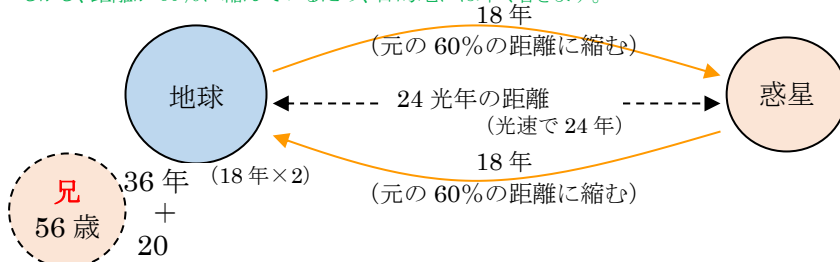 18 年
（元の 60%の距離に縮む）
地球
惑星
24 光年の距離
（光速で 24 年）
18 年
（元の 60%の距離に縮む）
36 年 （18 年×2）
＋
20
兄
56 歳